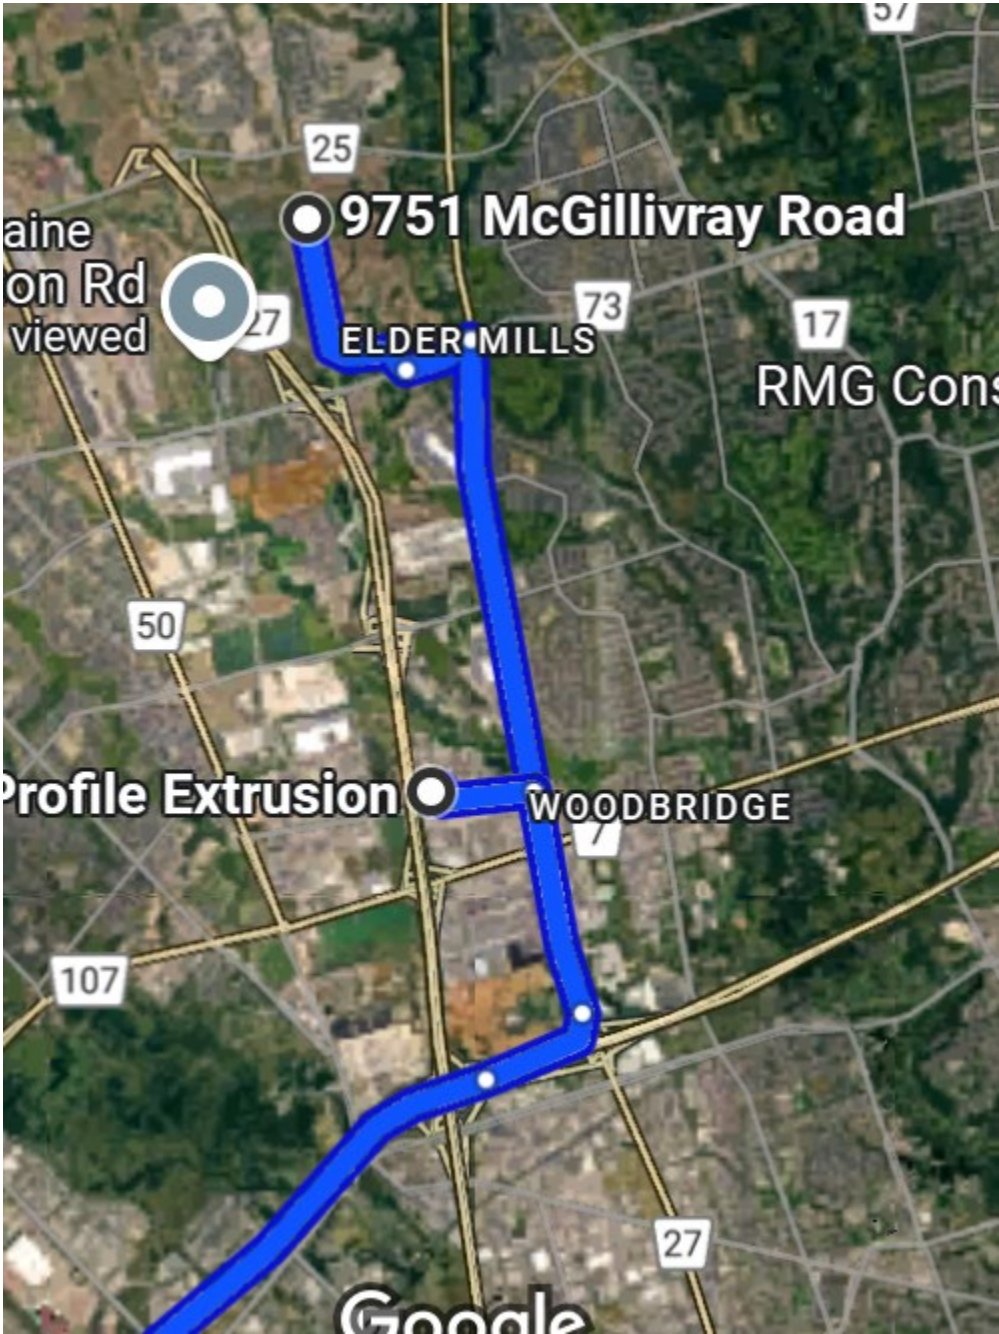 57
25
9751 McGillivray Road
aine
on Rd
viewed
27
ELDER MILLS
73
17
RMG Cons
50
Profile Extrusion
WOODBRIDGE
7
107
27
Google